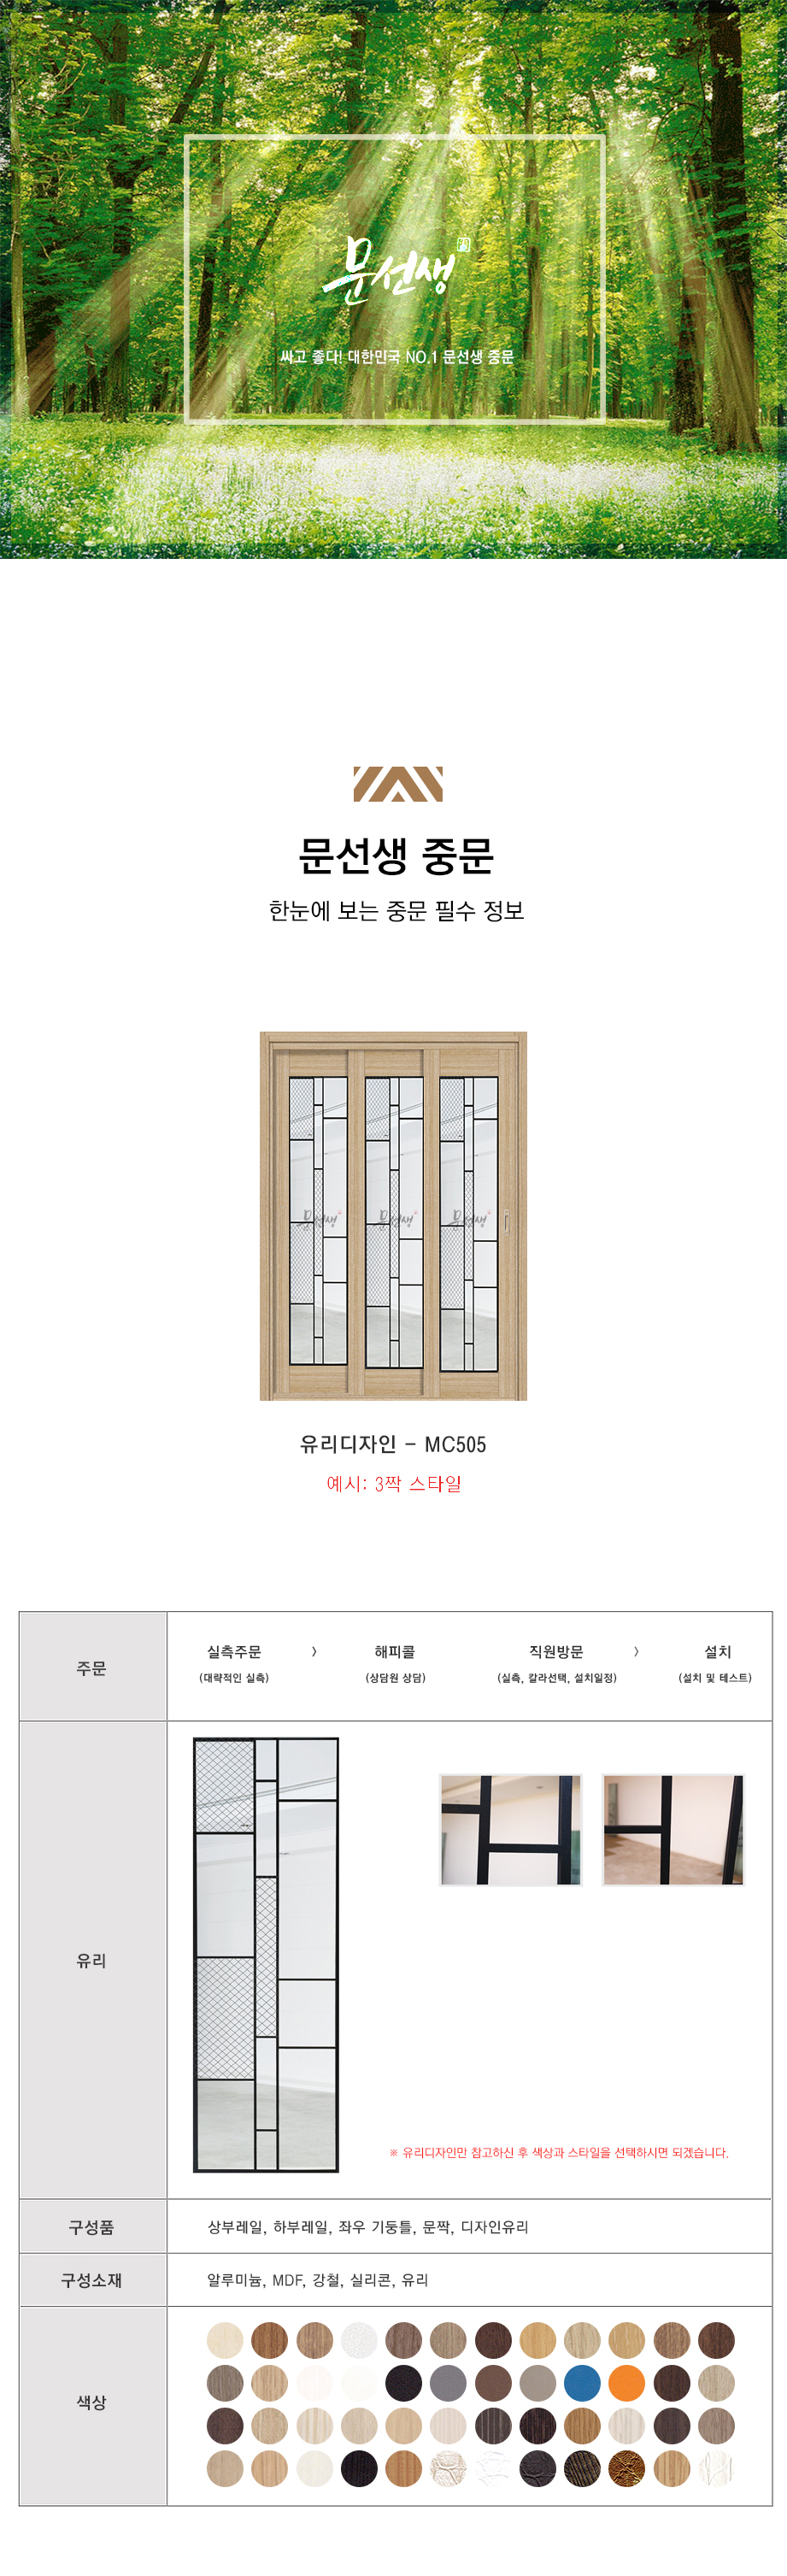 문선생
싸고 좋다! 대한민국 NO.1 문선생 중문
문선생 중문
한눈에 보는 중문 필수 정보
문선생 문선생 문선생
유리디자인 - MC505
예시: 3짝 스타일
주문
실측주문 > 해피콜 직원방문 > 설치
(대략적인 실측) (상담원 상담) (실측, 칼라선택, 설치일정) (설치 및 테스트)
유리
※ 유리디자인만 참고하신 후 색상과 스타일을 선택하시면 되겠습니다.
구성품
상부레일, 하부레일, 좌우 기둥틀, 문짝, 디자인유리
구성소재
알루미늄, MDF, 강철, 실리콘, 유리
색상